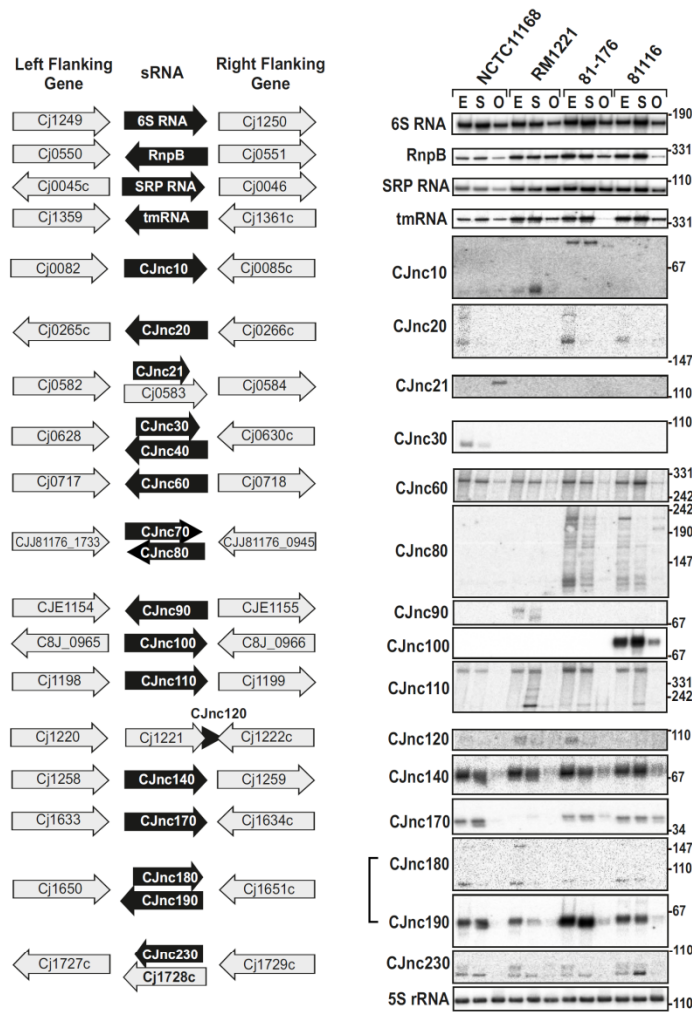 Left Flanking Gene
sRNA
Right Flanking Gene
Cj1249 6S RNA Cj1250
Cj0550 RnpB Cj0551
Cj0045c SRP RNA Cj0046
Cj1359 tmRNA Cj1361c
Cj0082 CJnc10 Cj0085c
Cj0265c CJnc20 Cj0266c
CJnc21
Cj0582 Cj0583 Cj0584
CJnc30
Cj0628 Cj0630c
CJnc40
Cj0717 CJnc60 Cj0718
CJnc70
CJJ81176_1733 CJJ81176_0945
CJnc80
CJE1154 CJnc90 CJE1155
C8J_0965 CJnc100 C8J_0966
Cj1198 CJnc110 Cj1199
CJnc120
Cj1220 Cj1221 Cj1222c
Cj1258 CJnc140 Cj1259
Cj1633 CJnc170 Cj1634c
CJnc180
Cj1650 Cj1651c
CJnc190
CJnc230
Cj1727c Cj1729c
Cj1728c
NCTC11168 RM1221 81-176 81116
E S O E S O E S O E S O
6S RNA -190
RnpB -331
SRP RNA -110
tmRNA -331
CJnc10 -67
CJnc20 -147
CJnc21 -110
CJnc30 -110
CJnc60 -331
-242
CJnc80 -242
-190
-147
-110
CJnc90 -67
CJnc100 -67
CJnc110 -331
-242
CJnc120 -110
CJnc140 -67
CJnc170 -34
CJnc180 -147
-110
CJnc190 -67
CJnc230 -110
5S rRNA -110